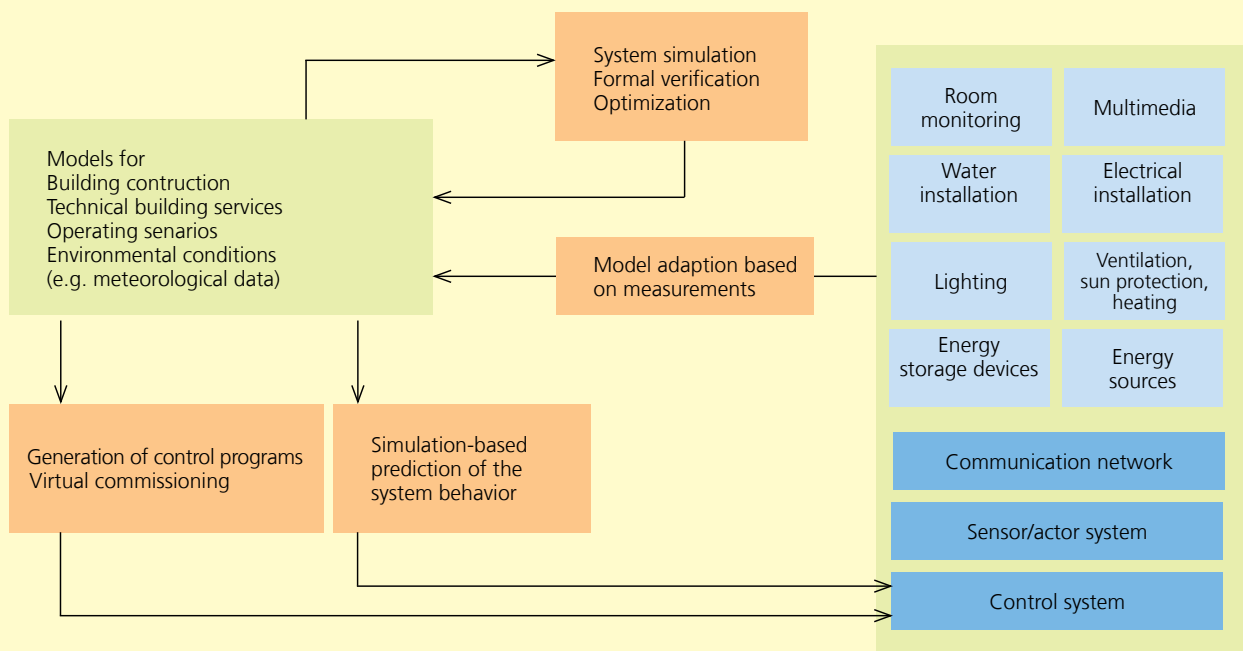 System simulation
Formal verification
Optimization
Models for
Building contruction
Technical building services
Operating senarios
Environmental conditions
(e.g. meteorological data)
Model adaption based
on measurements
Generation of control programs
Virtual commissioning
Simulation-based
prediction of the
system behavior
Room
monitoring
Multimedia
Water
installation
Electrical
installation
Lighting
Ventilation,
sun protection,
heating
Energy
storage devices
Energy
sources
Communication network
Sensor/actor system
Control system